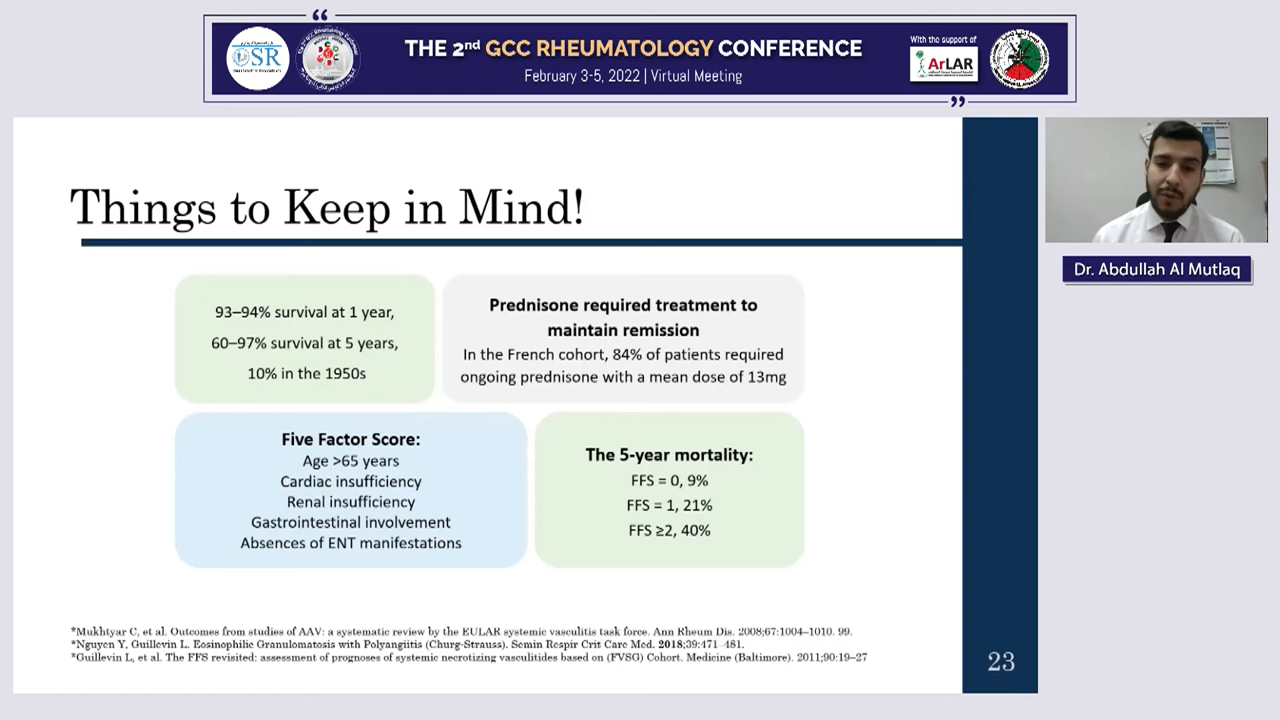 “
THE 2nd GCC RHEUMATOLOGY CONFERENCE
February 3-5, 2022 | Virtual Meeting
”
OSR
With the support of
ArLAR
Things to Keep in Mind!
93–94% survival at 1 year,
60–97% survival at 5 years,
10% in the 1950s
Prednisone required treatment to
maintain remission
In the French cohort, 84% of patients required
ongoing prednisone with a mean dose of 13mg
Five Factor Score:
Age >65 years
Cardiac insufficiency
Renal insufficiency
Gastrointestinal involvement
Absences of ENT manifestations
The 5-year mortality:
FFS = 0, 9%
FFS = 1, 21%
FFS ≥2, 40%
*Mukhtyar C, et al. Outcomes from studies of AAV: a systematic review by the EULAR systemic vasculitis task force. Ann Rheum Dis. 2008;67:1004–1010. 99.
*Nguyen Y, Guillevin L. Eosinophilic Granulomatosis with Polyangiitis (Churg-Strauss). Semin Respir Crit Care Med. 2018;39:471–481.
*Guillevin L, et al. The FFS revisited: assessment of prognoses of systemic necrotizing vasculitides based on (FVSG) Cohort. Medicine (Baltimore). 2011;90:19–27
23
Dr. Abdullah Al Mutlaq